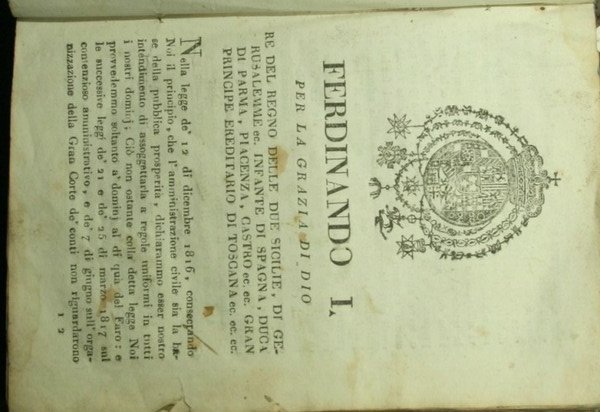 FERDINANDO I.
PER LA GRAZIA DI DIO
RE DEL REGNO DELLE DUE SICILIE, DI GE-
RUSALEMME ec. INFANTE DI SPAGNA, DUCA
DI PARMA, PIACENZA, CASTRO ec. ec. GRAN
PRINCIPE EREDITARIO DI TOSCANA ec. ec. ec.
Nella legge de' 12 di dicembre 1816, consecrando
Noi il principio, che l'amministrazione civile sia la ba-
se della pubblica prosperità, dichiarammo esser nostro
intendimento di assoggettarla a regole uniformi in tutti
i nostri dominj; Ciò non ostante colla detta legge Noi
provvedemmo soltanto a' dominj al di quà del Faro: e
le successive leggi de' 21 e de' 25 di marzo 1817 sul
contenzioso amministrativo, e de' 7 di giugno sull'orga-
nizzazione della Gran Corte de' conti non riguardarono
1 2